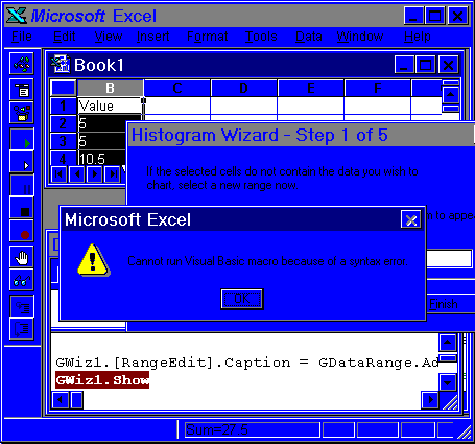 Microsoft Excel
File Edit View Insert Format Tools Data Window Help
Book1
B C D E F
1 Value
2 5
3 5
4 10.5
Histogram Wizard - Step 1 of 5
If the selected cells do not contain the data you wish to
chart, select a new range now.
to appear
Microsoft Excel
Cannot run Visual Basic macro because of a syntax error.
OK
Finish
GWiz1.[RangeEdit].Caption = GDataRange.Ad
GWiz1.Show
Sum=27.5